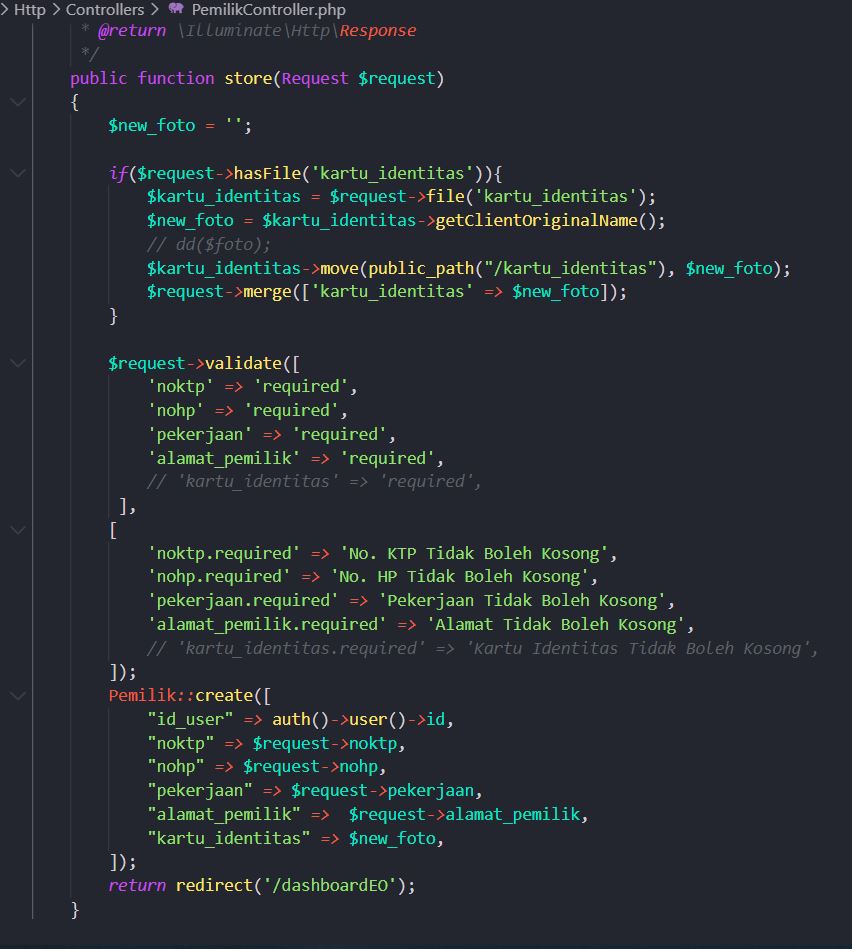 > Http > Controllers > PemilikController.php
* @return \Illuminate\Http\Response
*/
public function store(Request $request)
{
$new_foto = '';
if($request->hasFile('kartu_identitas')){
$kartu_identitas = $request->file('kartu_identitas');
$new_foto = $kartu_identitas->getClientOriginalName();
// dd($foto);
$kartu_identitas->move(public_path("/kartu_identitas"), $new_foto);
$request->merge(['kartu_identitas' => $new_foto]);
}
$request->validate([
'noktp' => 'required',
'nohp' => 'required',
'pekerjaan' => 'required',
'alamat_pemilik' => 'required',
// 'kartu_identitas' => 'required',
],
[
'noktp.required' => 'No. KTP Tidak Boleh Kosong',
'nohp.required' => 'No. HP Tidak Boleh Kosong',
'pekerjaan.required' => 'Pekerjaan Tidak Boleh Kosong',
'alamat_pemilik.required' => 'Alamat Tidak Boleh Kosong',
// 'kartu_identitas.required' => 'Kartu Identitas Tidak Boleh Kosong',
]);
Pemilik::create([
"id_user" => auth()->user()->id,
"noktp" => $request->noktp,
"nohp" => $request->nohp,
"pekerjaan" => $request->pekerjaan,
"alamat_pemilik" =>  $request->alamat_pemilik,
"kartu_identitas" => $new_foto,
]);
return redirect('/dashboardEO');
}